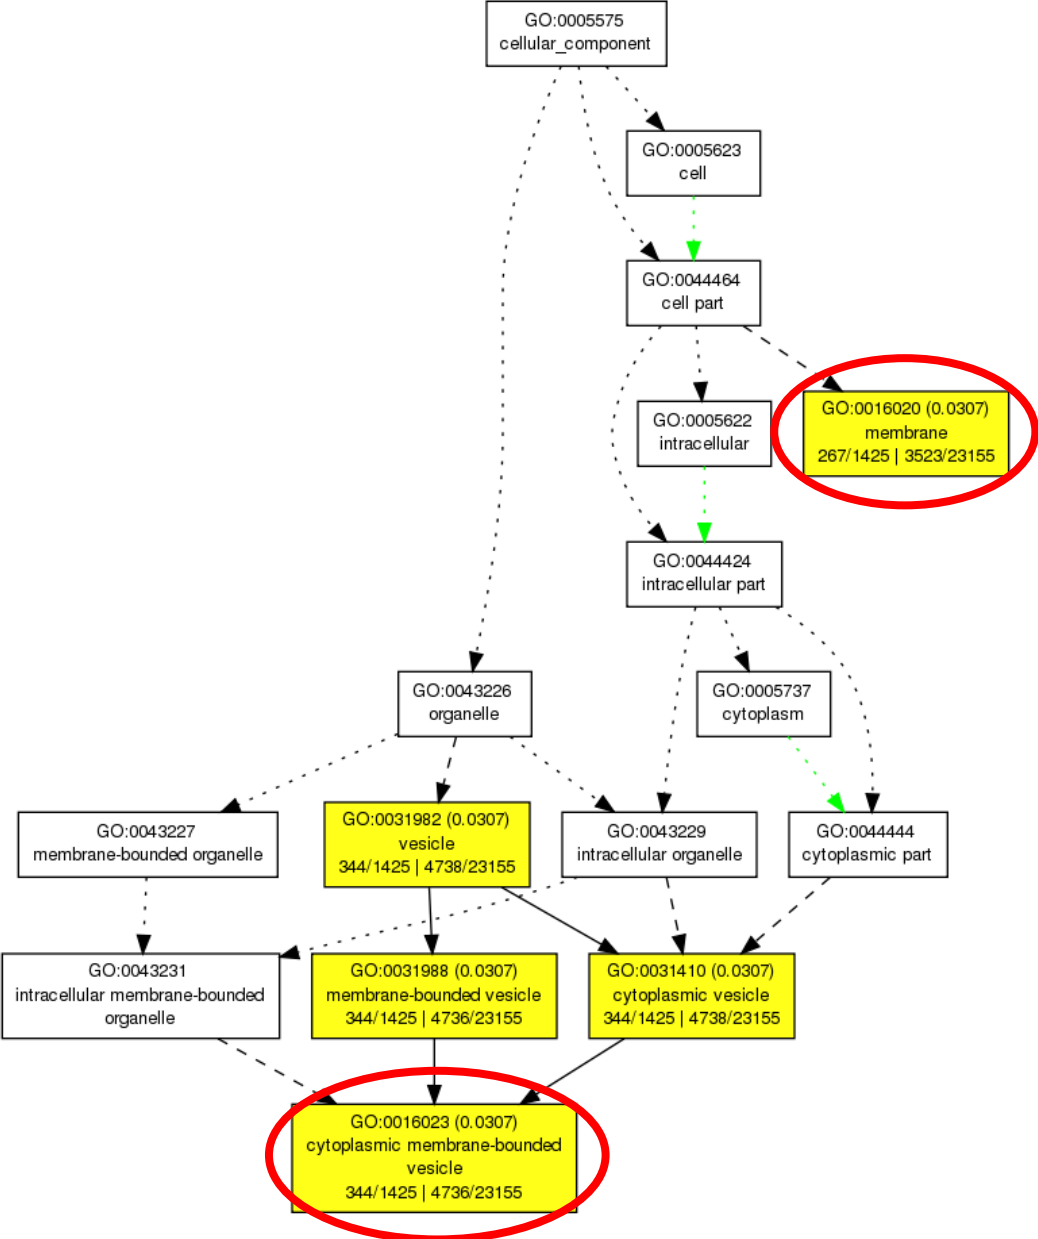 GO:0005575
cellular_component
GO:0005623
cell
GO:0044464
cell part
GO:0005622
intracellular
GO:0016020 (0.0307)
membrane
267/1425 | 3523/23155
GO:0044424
intracellular part
GO:0043226
organelle
GO:0005737
cytoplasm
GO:0043227
membrane-bounded organelle
GO:0031982 (0.0307)
vesicle
344/1425 | 4738/23155
GO:0043229
intracellular organelle
GO:0044444
cytoplasmic part
GO:0043231
intracellular membrane-bounded
organelle
GO:0031988 (0.0307)
membrane-bounded vesicle
344/1425 | 4736/23155
GO:0031410 (0.0307)
cytoplasmic vesicle
344/1425 | 4738/23155
GO:0016023 (0.0307)
cytoplasmic membrane-bounded
vesicle
344/1425 | 4736/23155